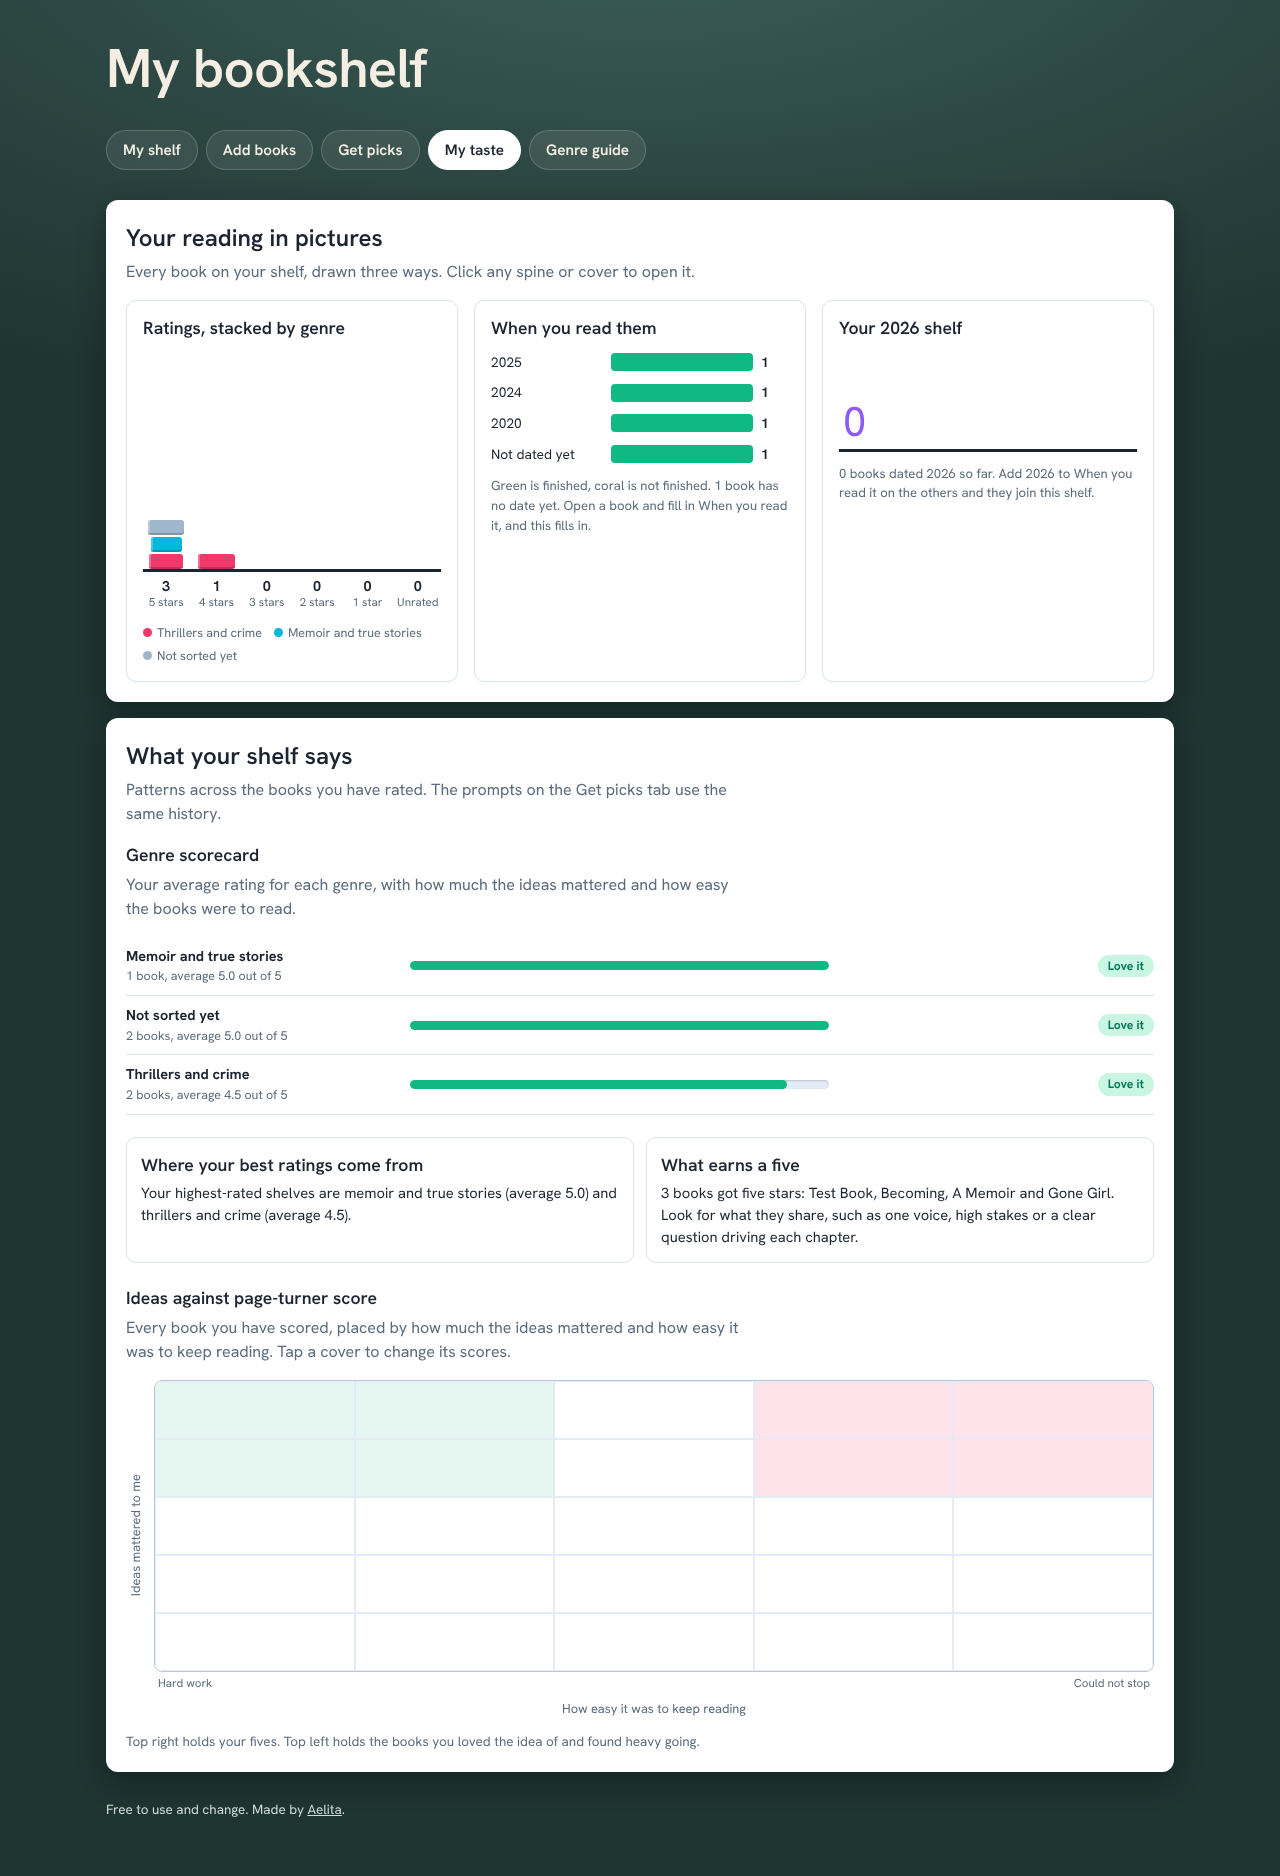 My bookshelf
My shelf
Add books
Get picks
My taste
Genre guide
Your reading in pictures
Every book on your shelf, drawn three ways. Click any spine or cover to open it.
Ratings, stacked by genre
3
1
0
0
0
0
5 stars
4 stars
3 stars
2 stars
1 star
Unrated
Thrillers and crime
Memoir and true stories
Not sorted yet
When you read them
2025 1
2024 1
2020 1
Not dated yet 1
Green is finished, coral is not finished. 1 book has
no date yet. Open a book and fill in When you read
it, and this fills in.
Your 2026 shelf
0
0 books dated 2026 so far. Add 2026 to When you
read it on the others and they join this shelf.
What your shelf says
Patterns across the books you have rated. The prompts on the Get picks tab use the
same history.
Genre scorecard
Your average rating for each genre, with how much the ideas mattered and how easy
the books were to read.
Memoir and true stories
1 book, average 5.0 out of 5
Love it
Not sorted yet
2 books, average 5.0 out of 5
Love it
Thrillers and crime
2 books, average 4.5 out of 5
Love it
Where your best ratings come from
Your highest-rated shelves are memoir and true stories (average 5.0) and
thrillers and crime (average 4.5).
What earns a five
3 books got five stars: Test Book, Becoming, A Memoir and Gone Girl.
Look for what they share, such as one voice, high stakes or a clear
question driving each chapter.
Ideas against page-turner score
Every book you have scored, placed by how much the ideas mattered and how easy it
was to keep reading. Tap a cover to change its scores.
Ideas mattered to me
Hard work
Could not stop
How easy it was to keep reading
Top right holds your fives. Top left holds the books you loved the idea of and found heavy going.
Free to use and change. Made by Aelita.